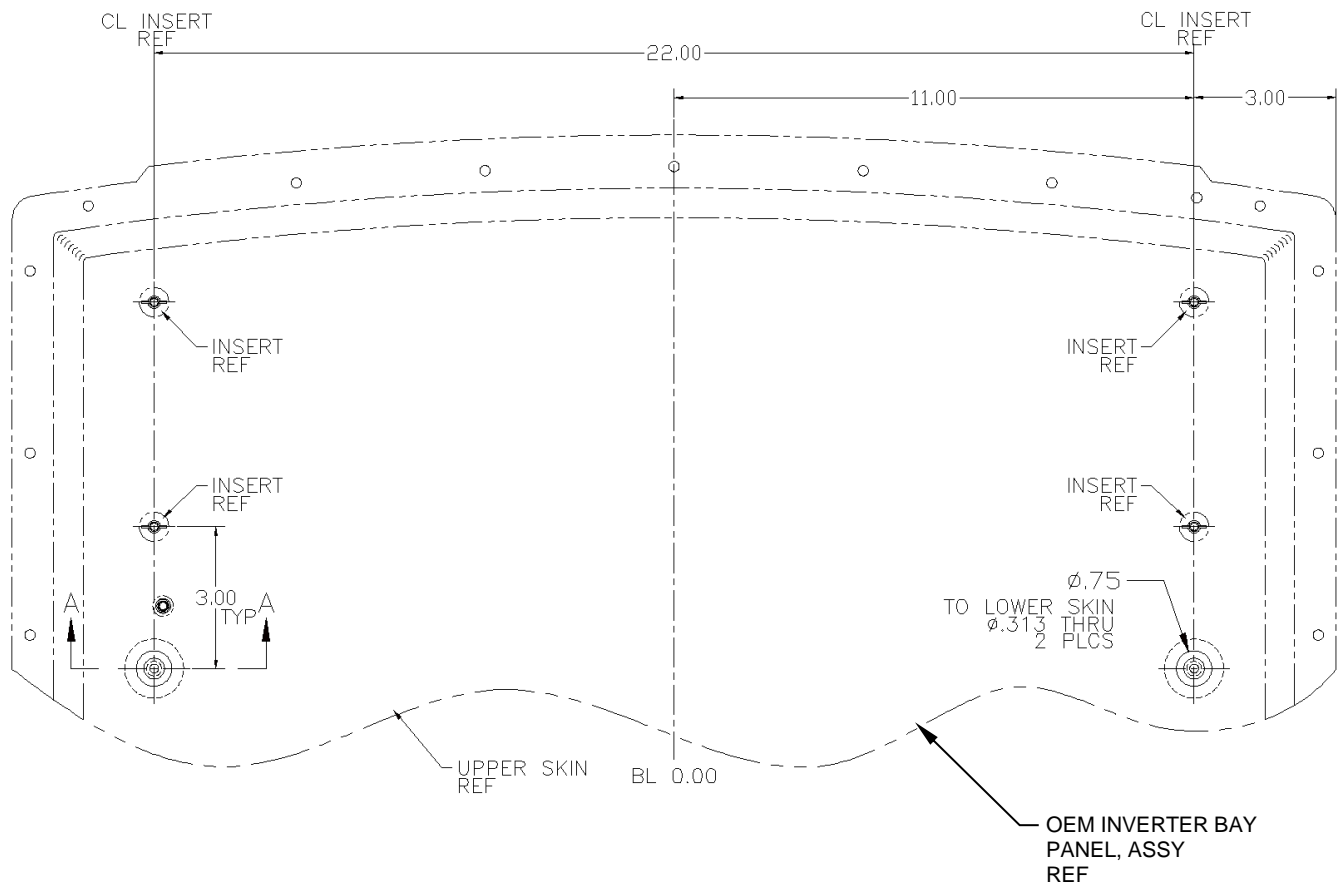 CL INSERT
REF
CL INSERT
REF
22.00
11.00
3.00
INSERT
REF
INSERT
REF
INSERT
REF
INSERT
REF
A
3.00
TYP
A
Ø.75
TO LOWER SKIN
Ø.313 THRU
2 PLCS
UPPER SKIN
REF
BL 0.00
OEM INVERTER BAY
PANEL, ASSY
REF